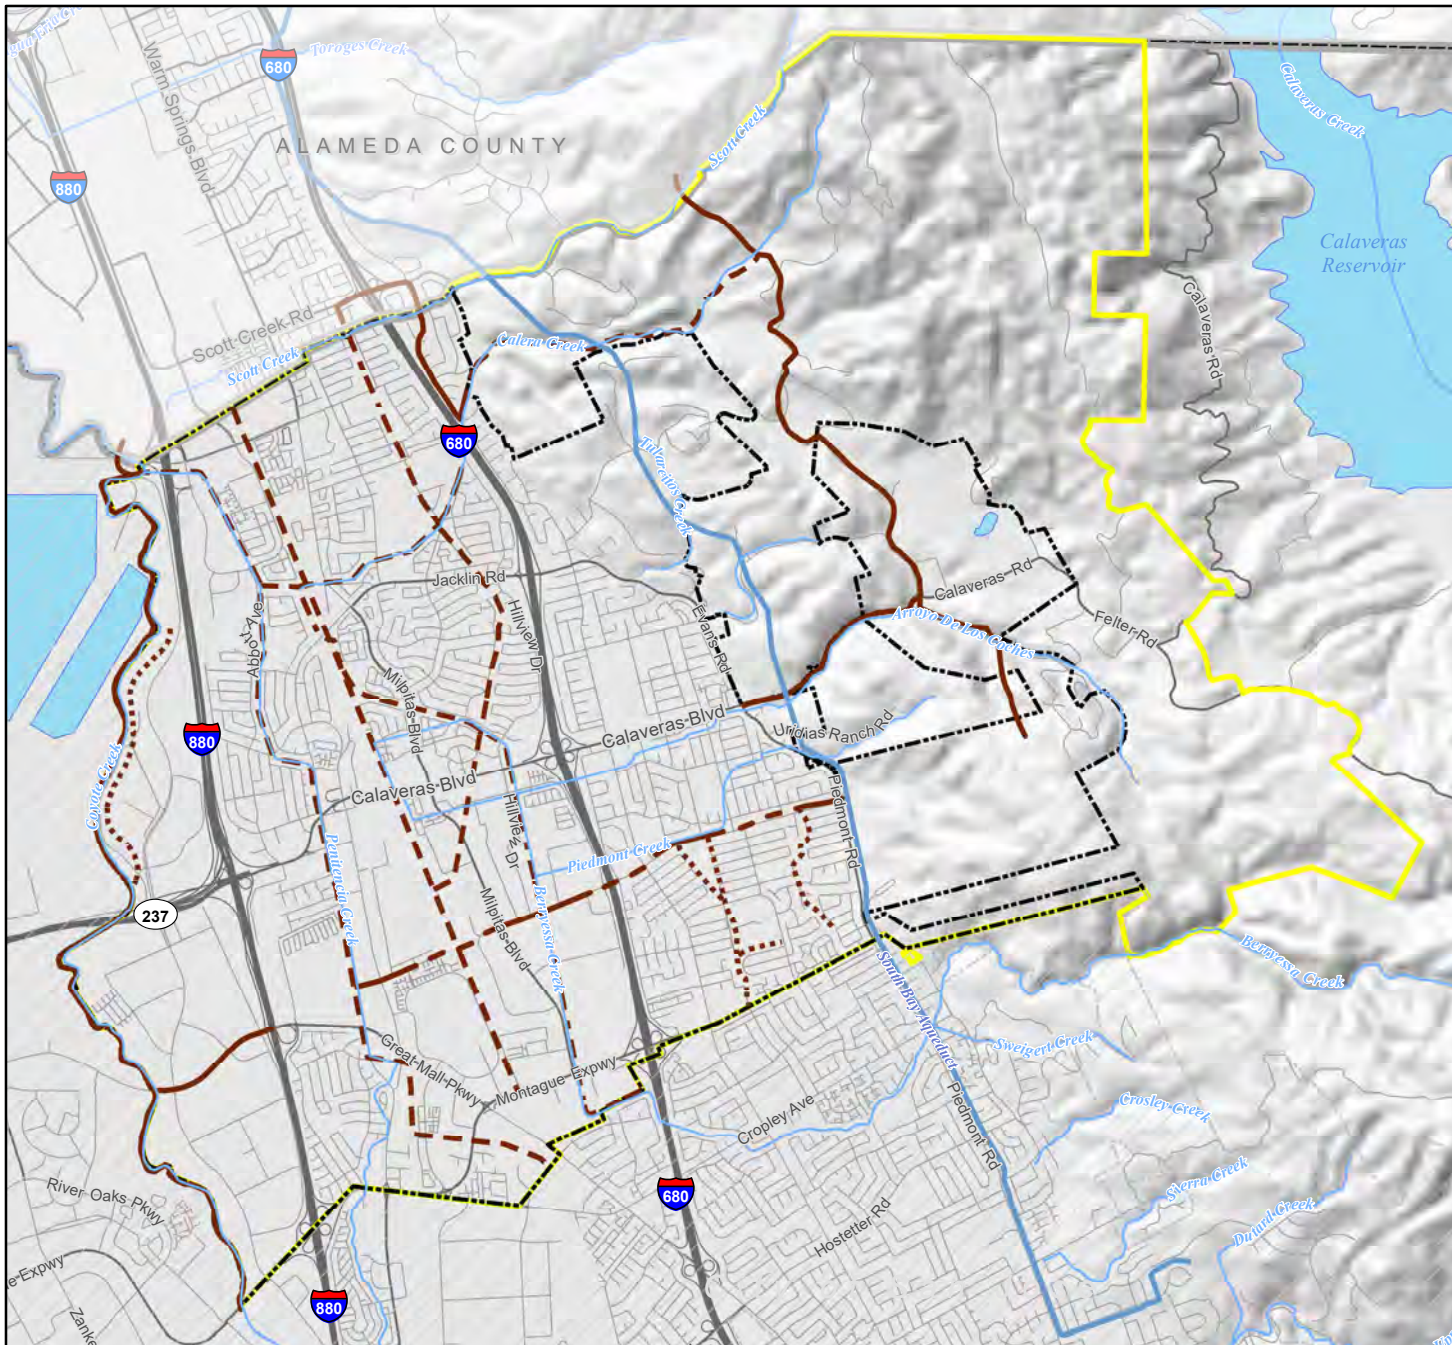 Toroges Creek
680
Warm Springs Blvd
Calaveras Creek
Scott Creek
ALAMEDA COUNTY
880
Calaveras
Reservoir
Calaveras Rd
Scott Creek Rd
Scott Creek
Calera Creek
680
Tularcitos Creek
Jacklin Rd
Calaveras Rd
Abbott Ave
Hillview Dr
Evans Rd
Arroyo De Los Coches
Felter Rd
Milpitas Blvd
880
Calaveras Blvd
Uridias Ranch Rd
Coyote Creek
Calaveras Blvd
Hillview Dr
Piedmont Rd
Penitencia Creek
Piedmont Creek
237
Milpitas Blvd
Berryessa Creek
Berryessa Creek
South Bay Aqueduct
Great Mall Pkwy
Montague Expwy
Sweigert Creek
Cropley Ave
Piedmont Rd
Crosley Creek
River Oaks Pkwy
680
Sierra Creek
Hostetter Rd
Dutard Creek
e Expwy
880
Zanke